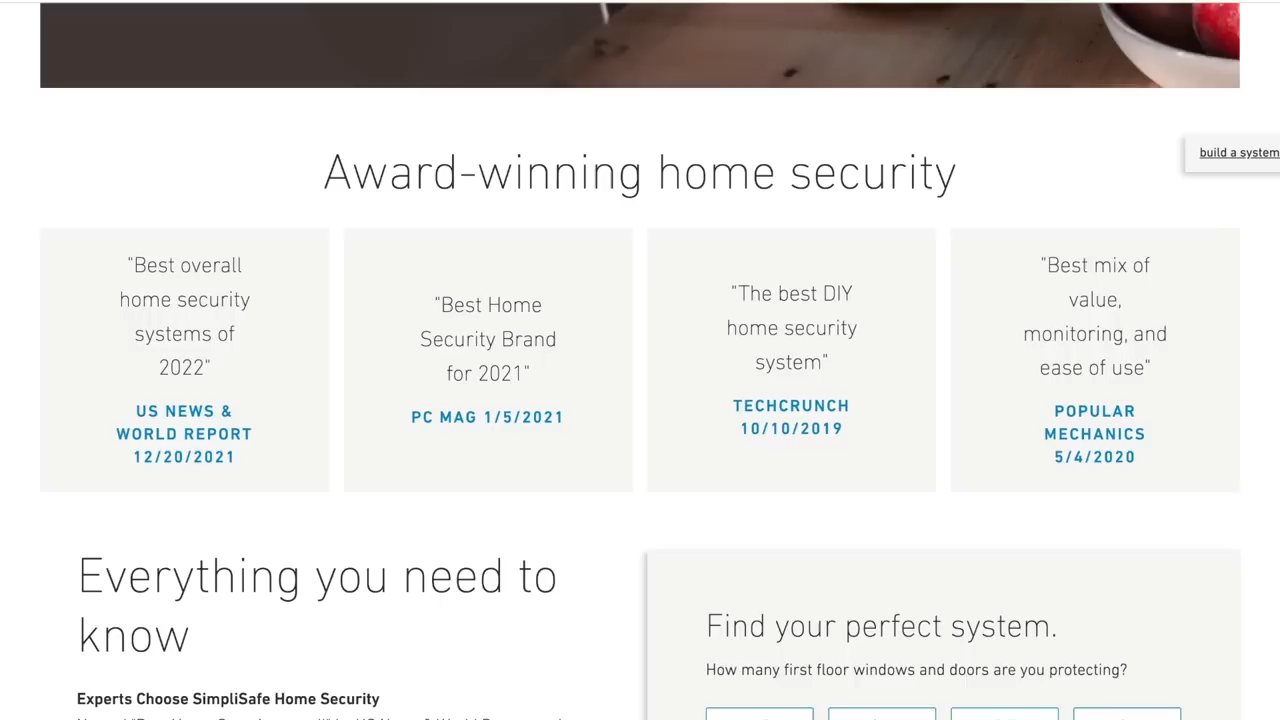 build a system
Award-winning home security
"Best overall
home security
systems of
2022"
US NEWS &
WORLD REPORT
12/20/2021
"Best Home
Security Brand
for 2021"
PC MAG 1/5/2021
"The best DIY
home security
system"
TECHCRUNCH
10/10/2019
"Best mix of
value,
monitoring, and
ease of use"
POPULAR
MECHANICS
5/4/2020
Everything you need to
know
Experts Choose SimpliSafe Home Security
Find your perfect system.
How many first floor windows and doors are you protecting?